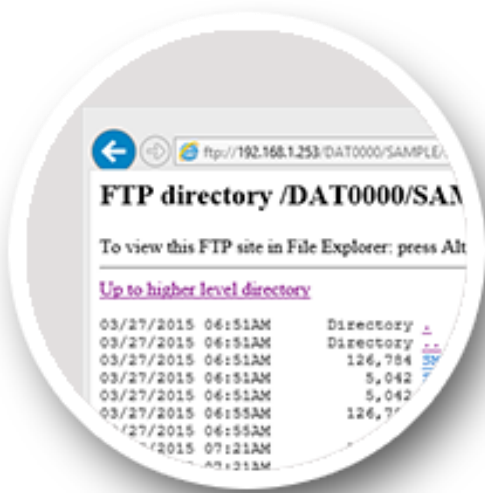 ftp://192.168.1.253/DAT0000/SAMPLE/
FTP directory /DAT0000/
To view this FTP site in File Explorer: press Alt
Up to higher level directory
03/27/2015 06:51AM Directory .
03/27/2015 06:51AM Directory ..
03/27/2015 06:51AM 126,784
03/27/2015 06:51AM 5,042
03/27/2015 06:51AM 5,042
03/27/2015 06:55AM
/27/2015 06:55AM
/2015 07:21AM
07:21AM